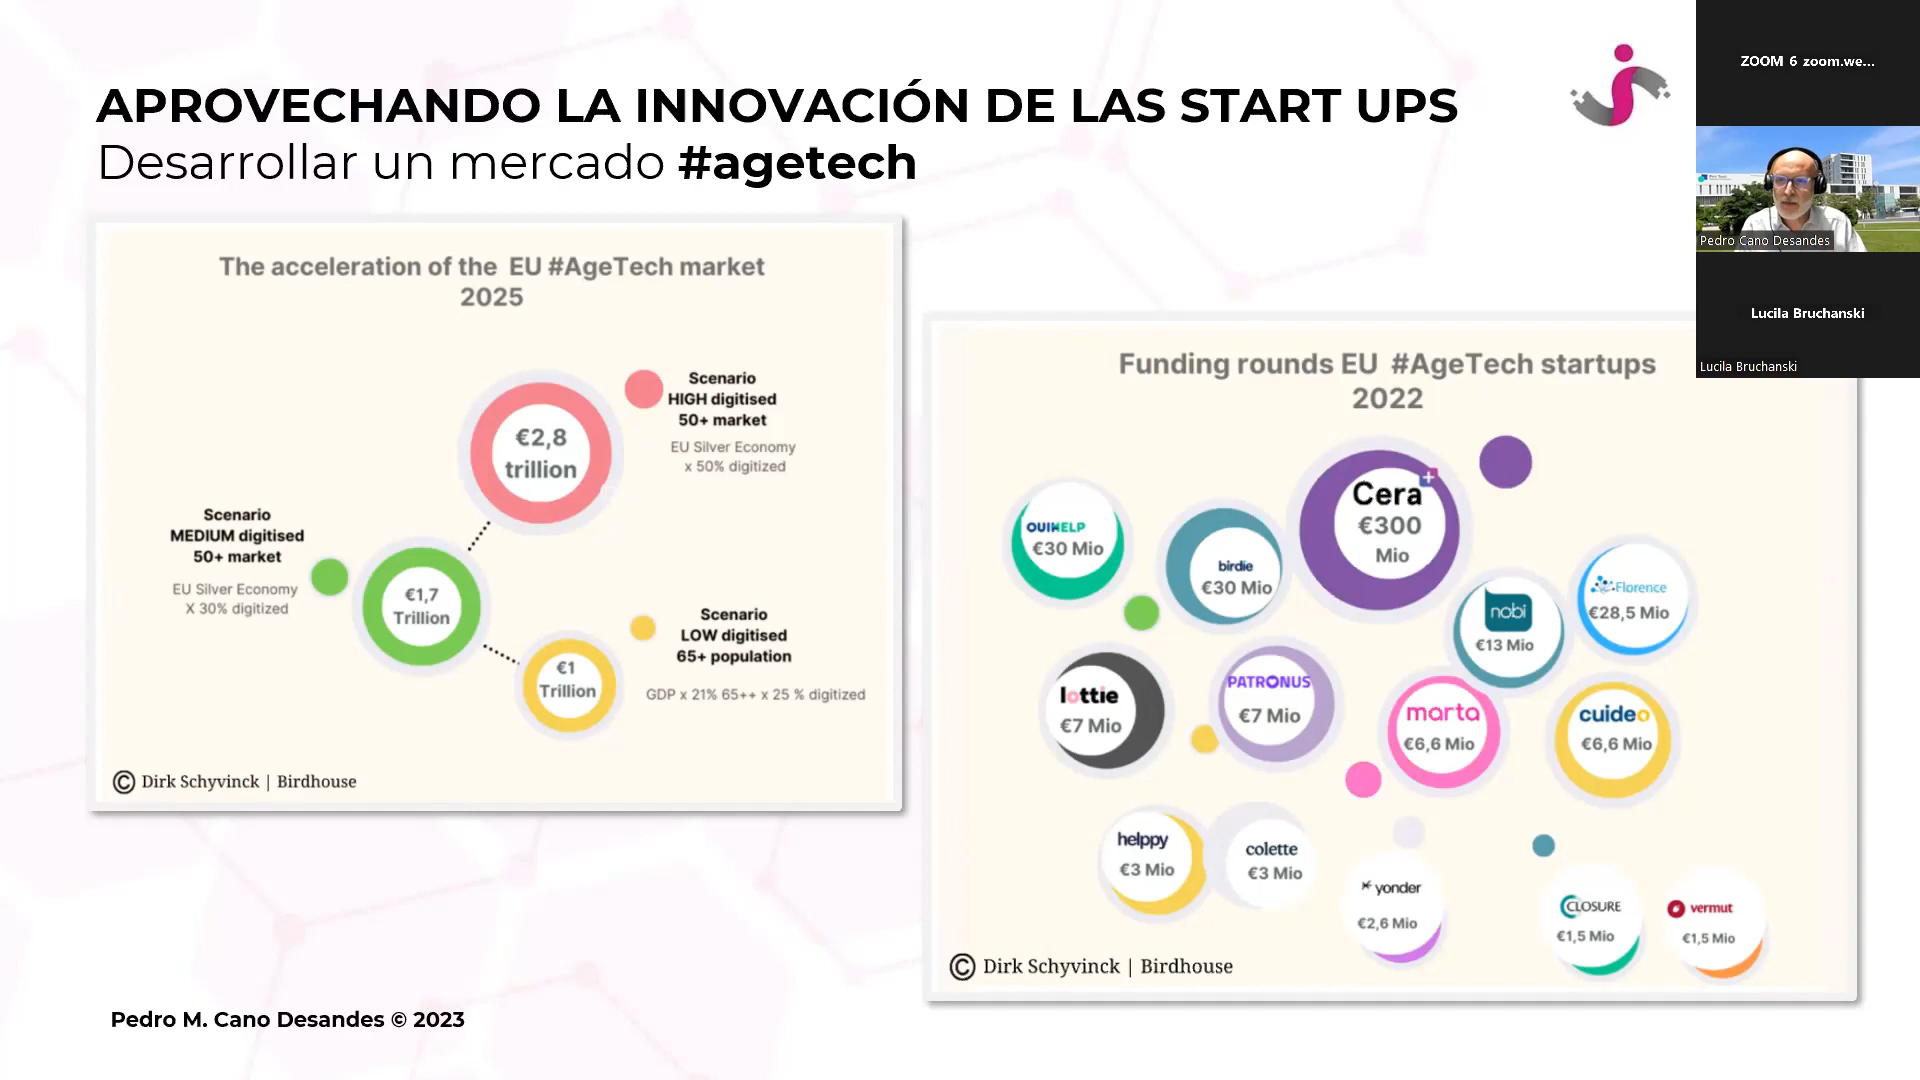 APROVECHANDO LA INNOVACIÓN DE LAS START UPS
Desarrollar un mercado #agetech
The acceleration of the EU #AgeTech market
2025
€2,8
trillion
Scenario
HIGH digitised
50+ market
EU Silver Economy
x 50% digitized
Scenario
MEDIUM digitised
50+ market
EU Silver Economy
X 30% digitized
€1,7
Trillion
€1
Trillion
Scenario
LOW digitised
65+ population
GDP x 21% 65++ x 25 % digitized
© Dirk Schyvinck | Birdhouse
Funding rounds EU #AgeTech startups
2022
OUIHELP
€30 Mio
birdie
€30 Mio
Cera
€300
Mio
nobi
€13 Mio
Florence
€28,5 Mio
lottie
€7 Mio
PATRONUS
€7 Mio
marta
€6,6 Mio
cuideo
€6,6 Mio
helppy
€3 Mio
colette
€3 Mio
yonder
€2,6 Mio
CLOSURE
€1,5 Mio
vermut
€1,5 Mio
© Dirk Schyvinck | Birdhouse
Pedro M. Cano Desandes © 2023
ZOOM 6 zoom.we...
Pedro Cano Desandes
Lucila Bruchanski
Lucila Bruchanski